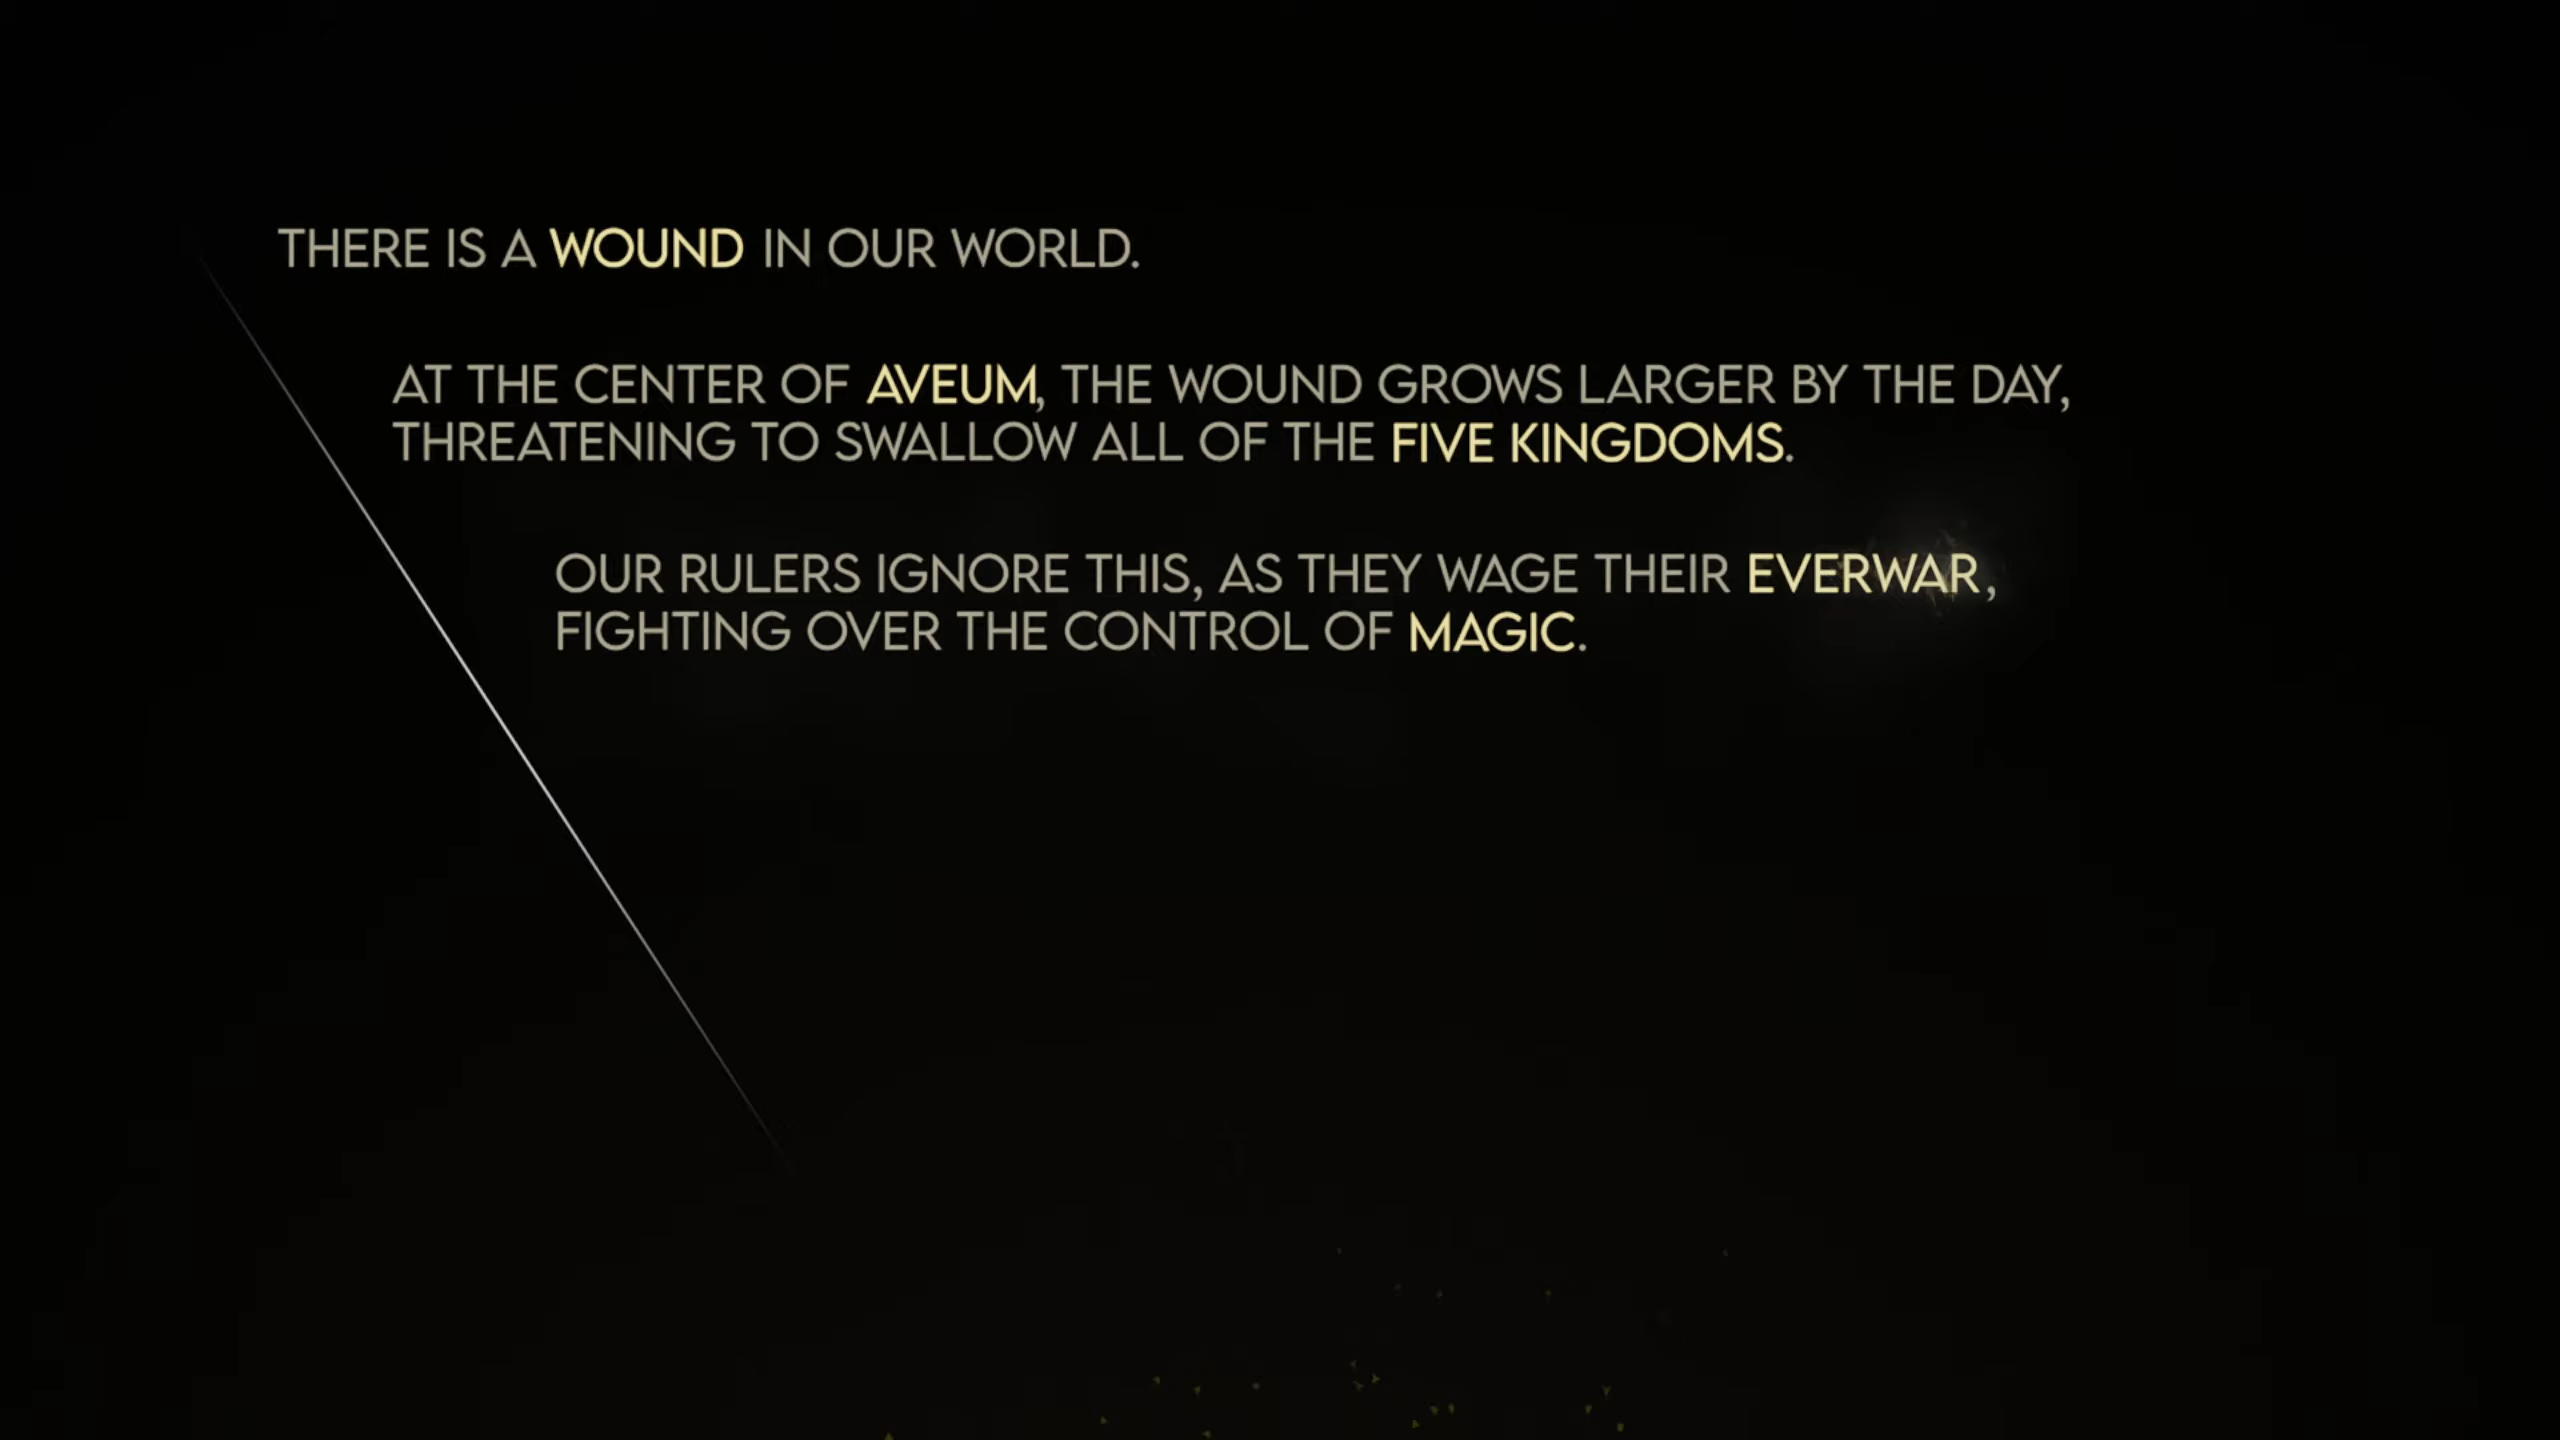 THERE IS A WOUND IN OUR WORLD.
AT THE CENTER OF AVEUM, THE WOUND GROWS LARGER BY THE DAY,
THREATENING TO SWALLOW ALL OF THE FIVE KINGDOMS.
OUR RULERS IGNORE THIS, AS THEY WAGE THEIR EVERWAR,
FIGHTING OVER THE CONTROL OF MAGIC.